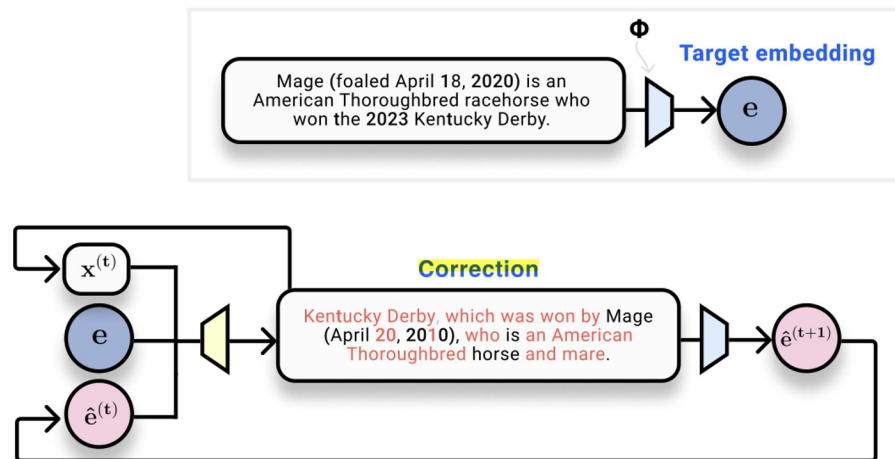 Φ
Target embedding
Mage (foaled April 18, 2020) is an
American Thoroughbred racehorse who
won the 2023 Kentucky Derby.
e
Correction
x^(t)
Kentucky Derby, which was won by Mage
(April 20, 2010), who is an American
Thoroughbred horse and mare.
e
ê^(t+1)
ê^(t)